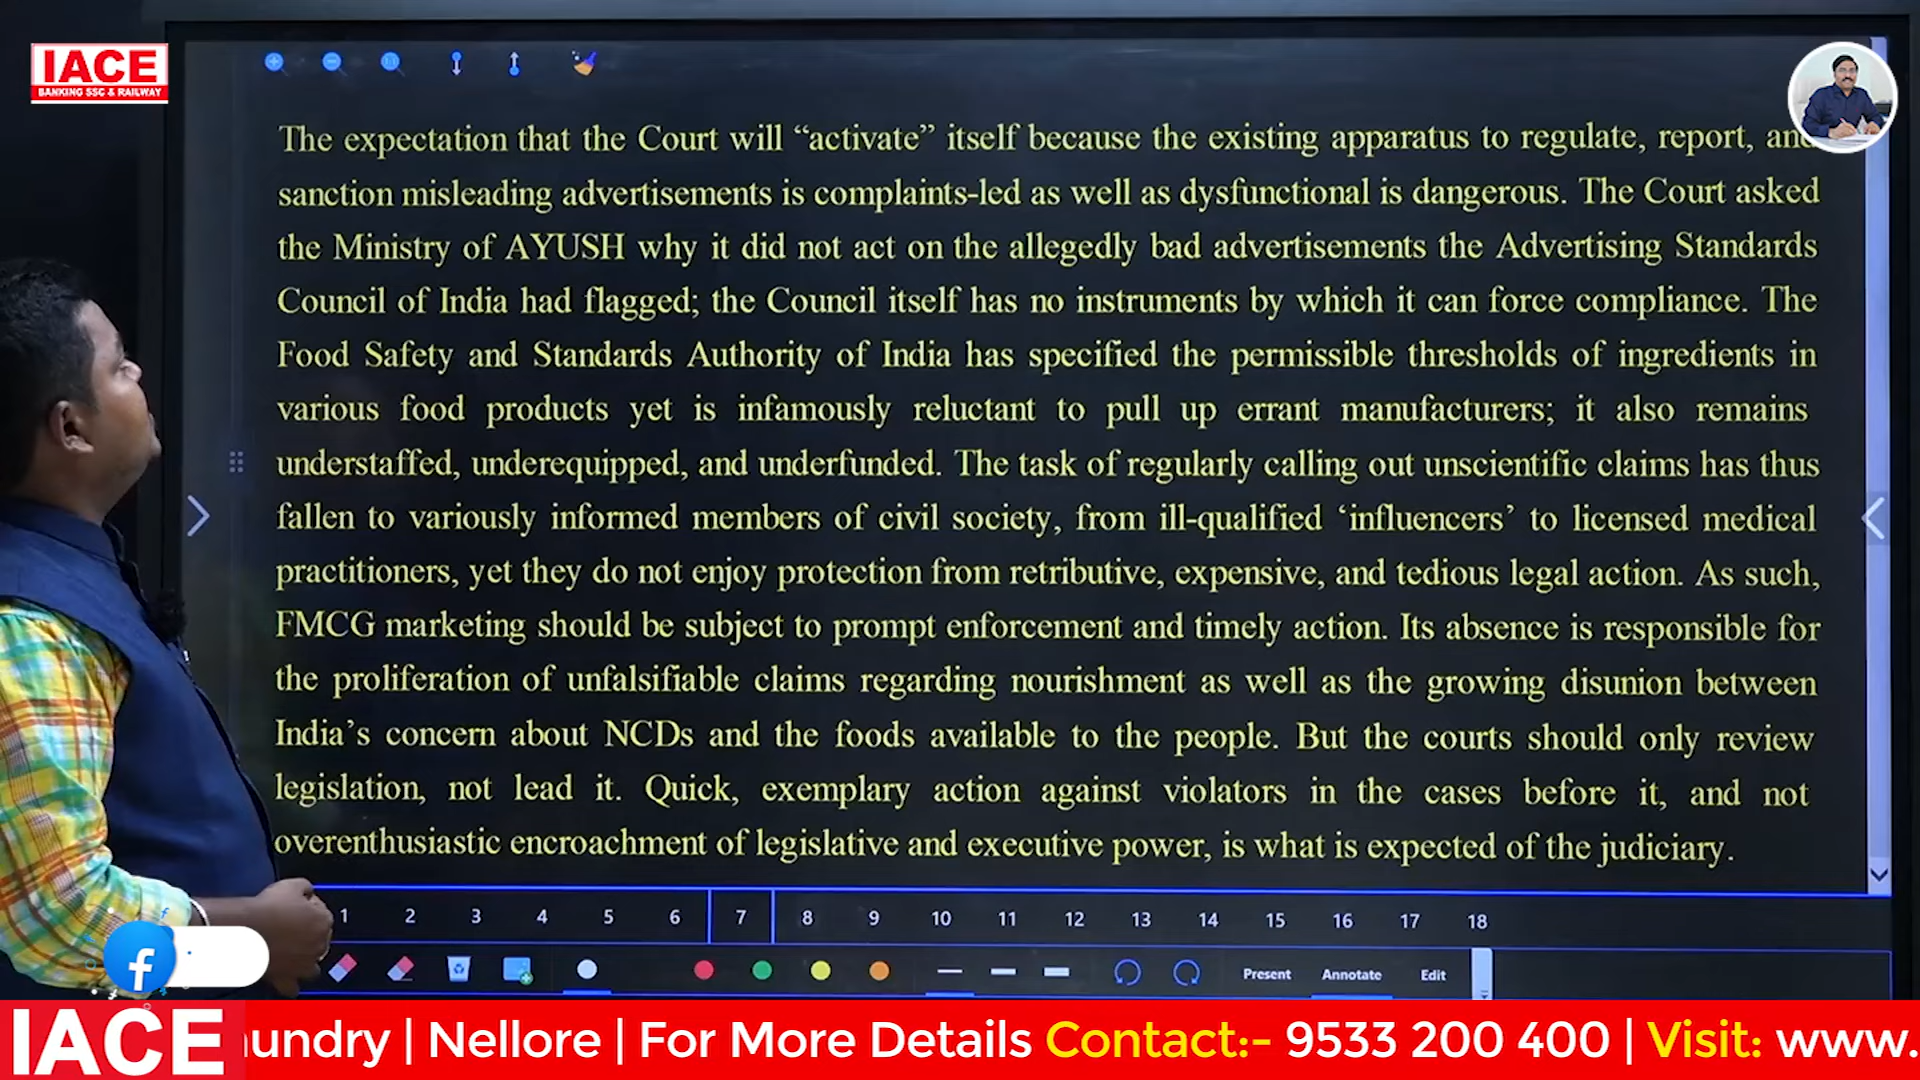 IACE
BANKING SSC & RAILWAY
The expectation that the Court will “activate” itself because the existing apparatus to regulate, report, and
sanction misleading advertisements is complaints-led as well as dysfunctional is dangerous. The Court asked
the Ministry of AYUSH why it did not act on the allegedly bad advertisements the Advertising Standards
Council of India had flagged; the Council itself has no instruments by which it can force compliance. The
Food Safety and Standards Authority of India has specified the permissible thresholds of ingredients in
various food products yet is infamously reluctant to pull up errant manufacturers; it also remains
understaffed, underequipped, and underfunded. The task of regularly calling out unscientific claims has thus
fallen to variously informed members of civil society, from ill-qualified ‘influencers’ to licensed medical
practitioners, yet they do not enjoy protection from retributive, expensive, and tedious legal action. As such,
FMCG marketing should be subject to prompt enforcement and timely action. Its absence is responsible for
the proliferation of unfalsifiable claims regarding nourishment as well as the growing disunion between
India’s concern about NCDs and the foods available to the people. But the courts should only review
legislation, not lead it. Quick, exemplary action against violators in the cases before it, and not
overenthusiastic encroachment of legislative and executive power, is what is expected of the judiciary.
1 2 3 4 5 6 7 8 9 10 11 12 13 14 15 16 17 18
Present Annotate Edit
IACE undry | Nellore | For More Details Contact:- 9533 200 400 | Visit: www.